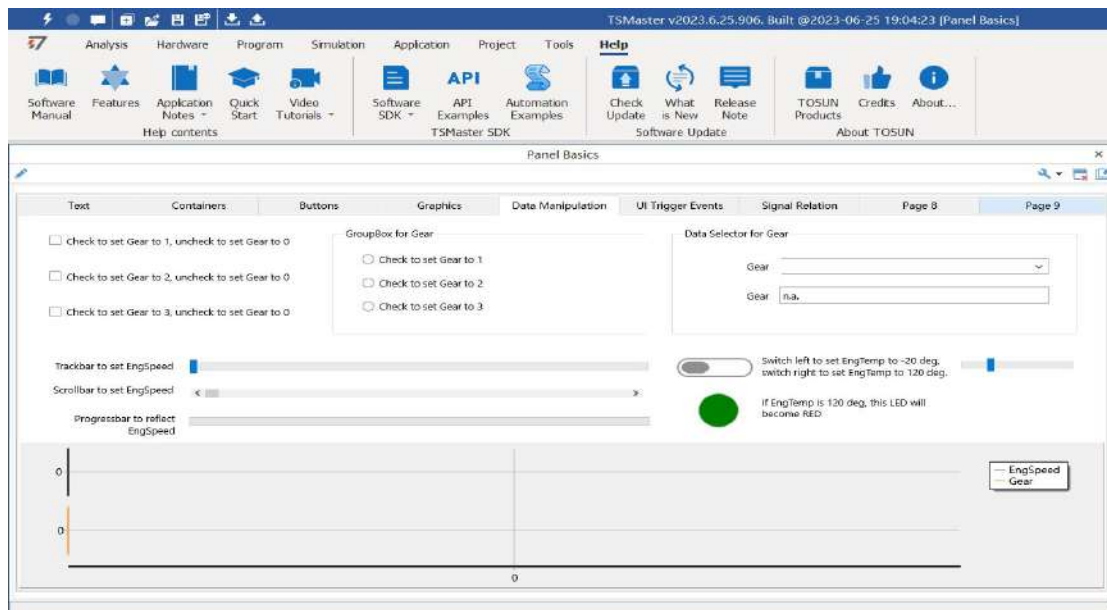 TSMaster v2023.6.25.906. Built @2023-06-25 19:04:23 [Panel Basics]
Analysis Hardware Program Simulation Application Project Tools Help
Software Manual
Features
Application Notes
Quick Start
Video Tutorials
Software SDK
API
API Examples
Automation Examples
Check Update
What is New
Release Note
TOSUN Products
Credits
About...
Help contents
TSMaster SDK
Software Update
About TOSUN
Panel Basics
Text Containers Buttons Graphics Data Manipulation UI Trigger Events Signal Relation Page 8 Page 9
Check to set Gear to 1, uncheck to set Gear to 0
Check to set Gear to 2, uncheck to set Gear to 0
Check to set Gear to 3, uncheck to set Gear to 0
GroupBox for Gear
Check to set Gear to 1
Check to set Gear to 2
Check to set Gear to 3
Data Selector for Gear
Gear
Gear n.a.
Trackbar to set EngSpeed
Scrollbar to set EngSpeed
Progressbar to reflect
EngSpeed
Switch left to set EngTemp to -20 deg,
switch right to set EngTemp to 120 deg.
If EngTemp is 120 deg, this LED will
become RED
0
0
0
EngSpeed
Gear